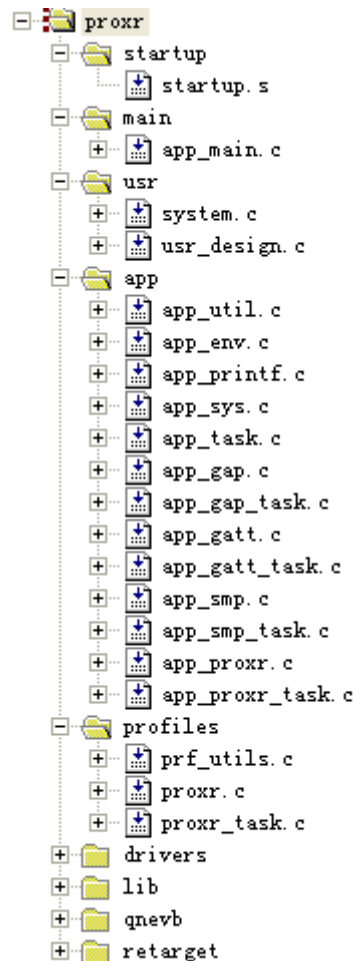 proxr
startup
startup.s
main
app_main.c
usr
system.c
usr_design.c
app
app_util.c
app_env.c
app_printf.c
app_sys.c
app_task.c
app_gap.c
app_gap_task.c
app_gatt.c
app_gatt_task.c
app_smp.c
app_smp_task.c
app_proxr.c
app_proxr_task.c
profiles
prf_utils.c
proxr.c
proxr_task.c
drivers
lib
qnevb
retarget